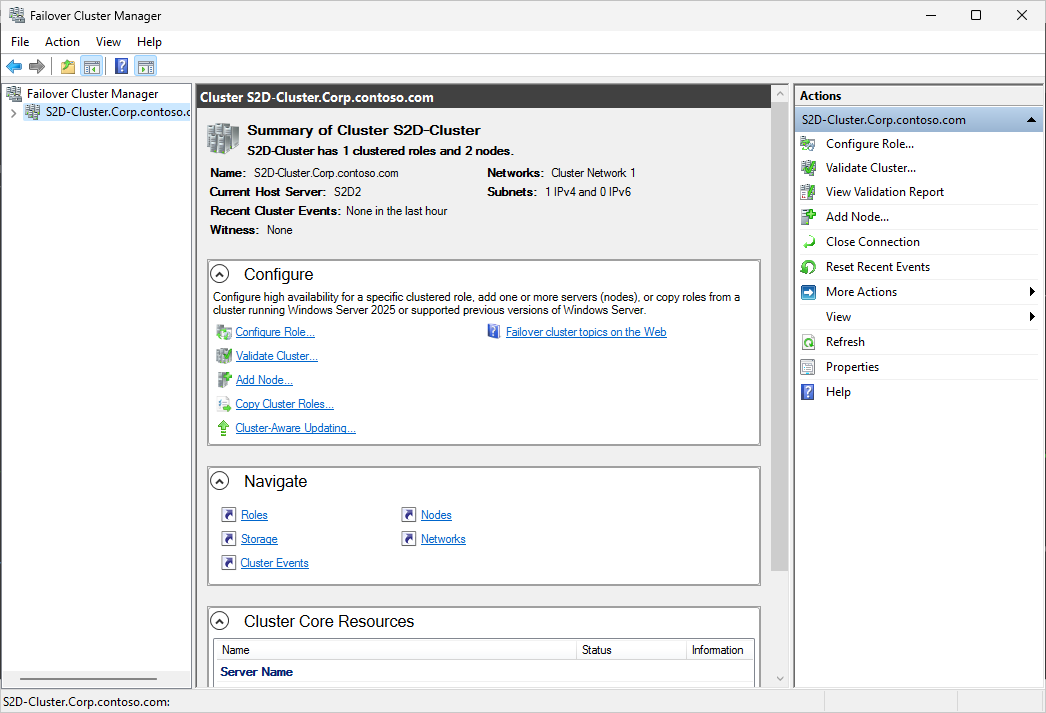 Failover Cluster Manager
File Action View Help
Failover Cluster Manager
S2D-Cluster.Corp.contoso.c
Cluster S2D-Cluster.Corp.contoso.com
Summary of Cluster S2D-Cluster
S2D-Cluster has 1 clustered roles and 2 nodes.
Name: S2D-Cluster.Corp.contoso.com
Networks: Cluster Network 1
Current Host Server: S2D2
Subnets: 1 IPv4 and 0 IPv6
Recent Cluster Events: None in the last hour
Witness: None
Configure
Configure high availability for a specific clustered role, add one or more servers (nodes), or copy roles from a
cluster running Windows Server 2025 or supported previous versions of Windows Server.
Configure Role...
Failover cluster topics on the Web
Validate Cluster...
Add Node...
Copy Cluster Roles...
Cluster-Aware Updating...
Navigate
Roles
Nodes
Storage
Networks
Cluster Events
Cluster Core Resources
Name Status Information
Server Name
Actions
S2D-Cluster.Corp.contoso.com
Configure Role...
Validate Cluster...
View Validation Report
Add Node...
Close Connection
Reset Recent Events
More Actions
View
Refresh
Properties
Help
S2D-Cluster.Corp.contoso.com: